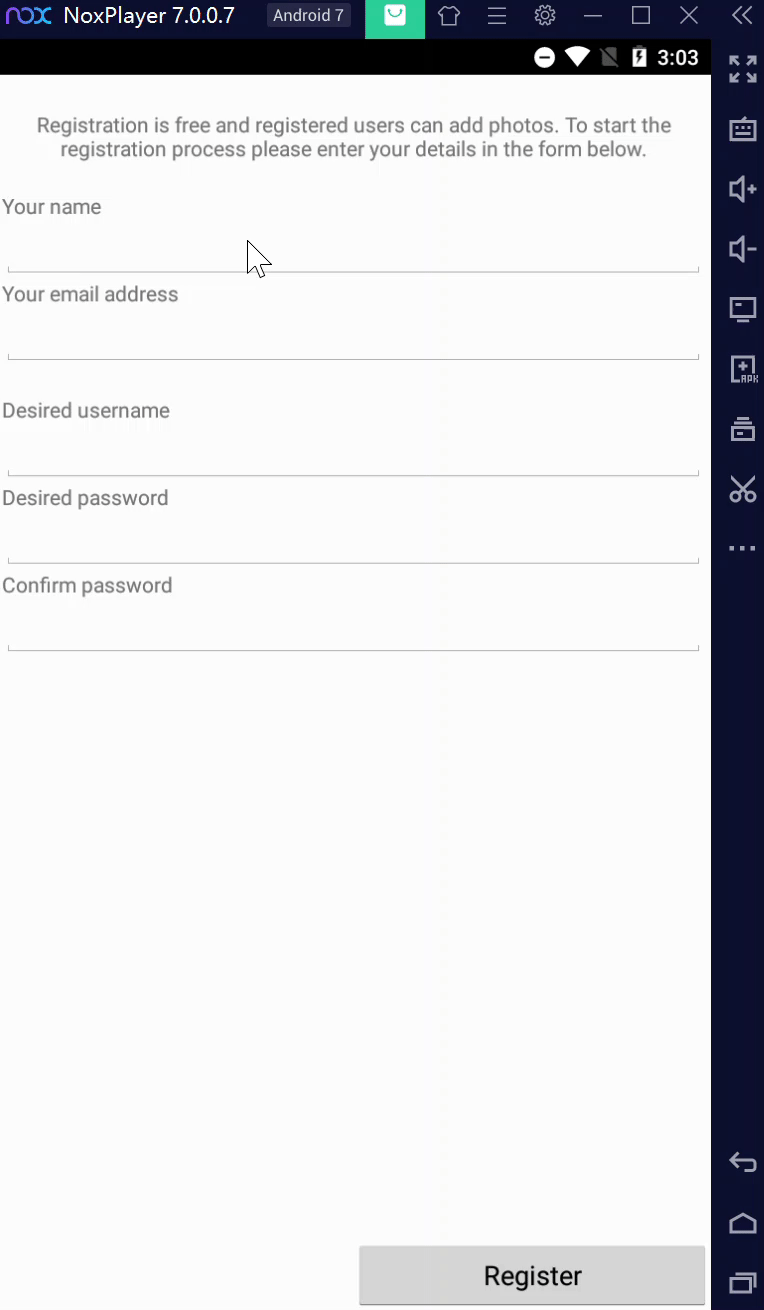 nox NoxPlayer 7.0.0.7 Android 7
3:03
Registration is free and registered users can add photos. To start the
registration process please enter your details in the form below.
Your name
Your email address
Desired username
Desired password
Confirm password
APK
Register